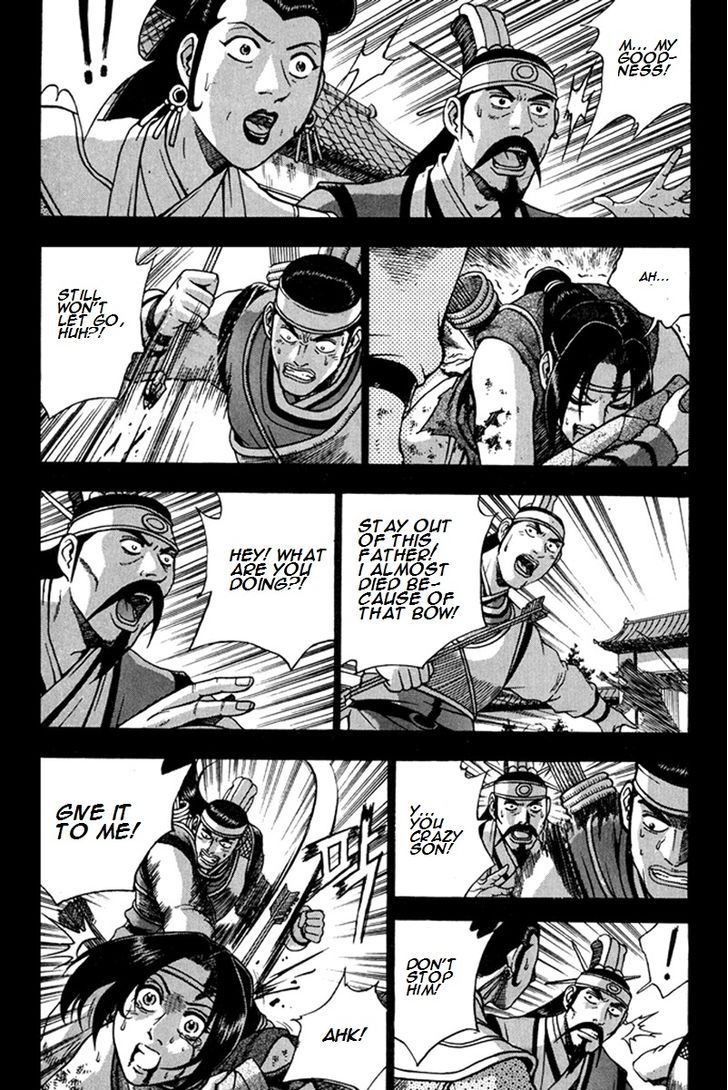 !!
M... MY
GOOD-
NESS!
STILL
WON'T
LET GO,
HUH?!
AH...
HEY! WHAT
ARE YOU
DOING?!
STAY OUT
OF THIS
FATHER!
I ALMOST
DIED BE-
CAUSE OF
THAT BOW!
GIVE IT
TO ME!
AHK!
Y...
YOU
CRAZY
SON!
DON'T
STOP
HIM!
!